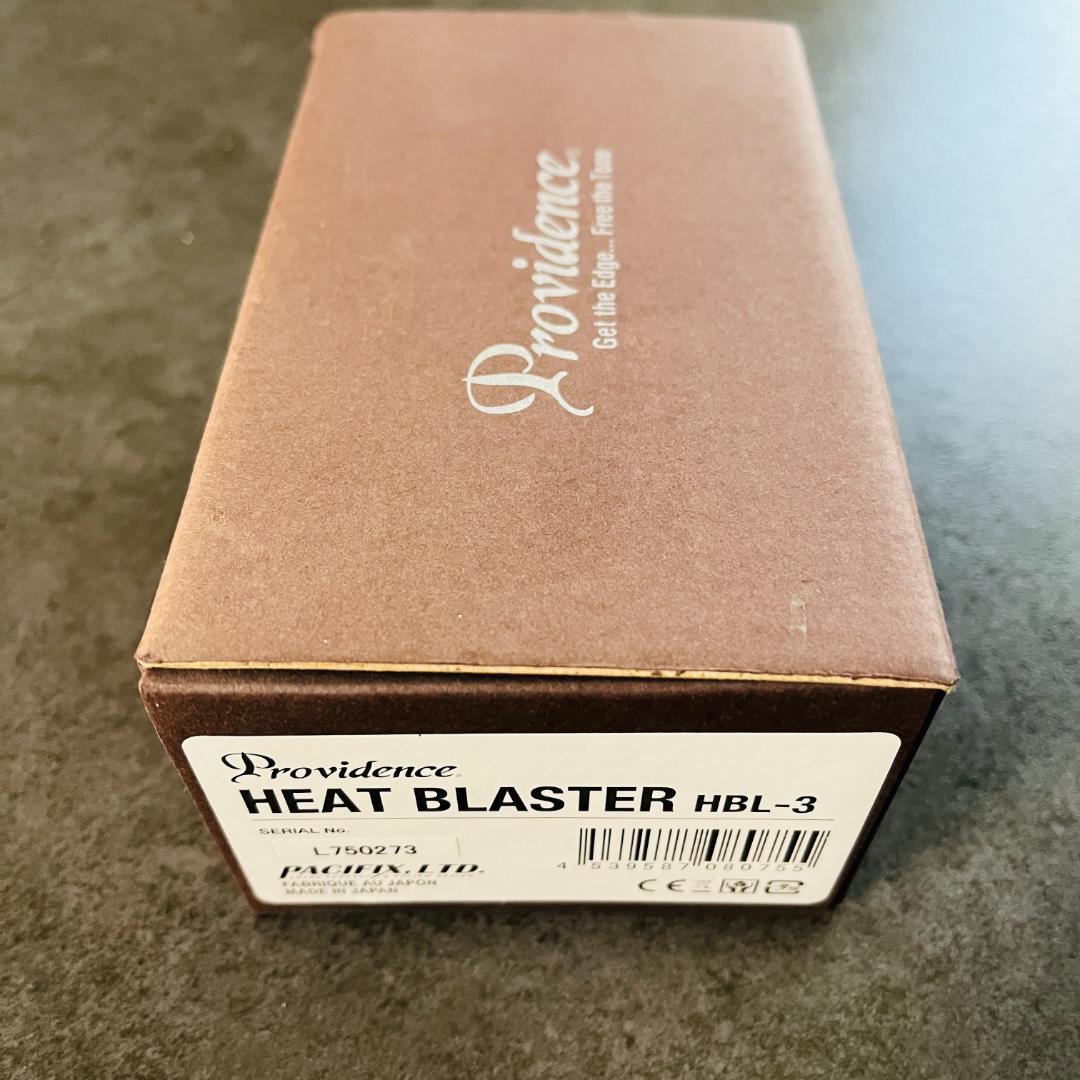 Providence®
Get the Edge... Free the Tone
Providence®
HEAT BLASTER HBL-3
SERIAL No.
L750273
PACIFIX, LTD.
FABRIQUE AU JAPON
MADE IN JAPAN
4 539587 080755
CE